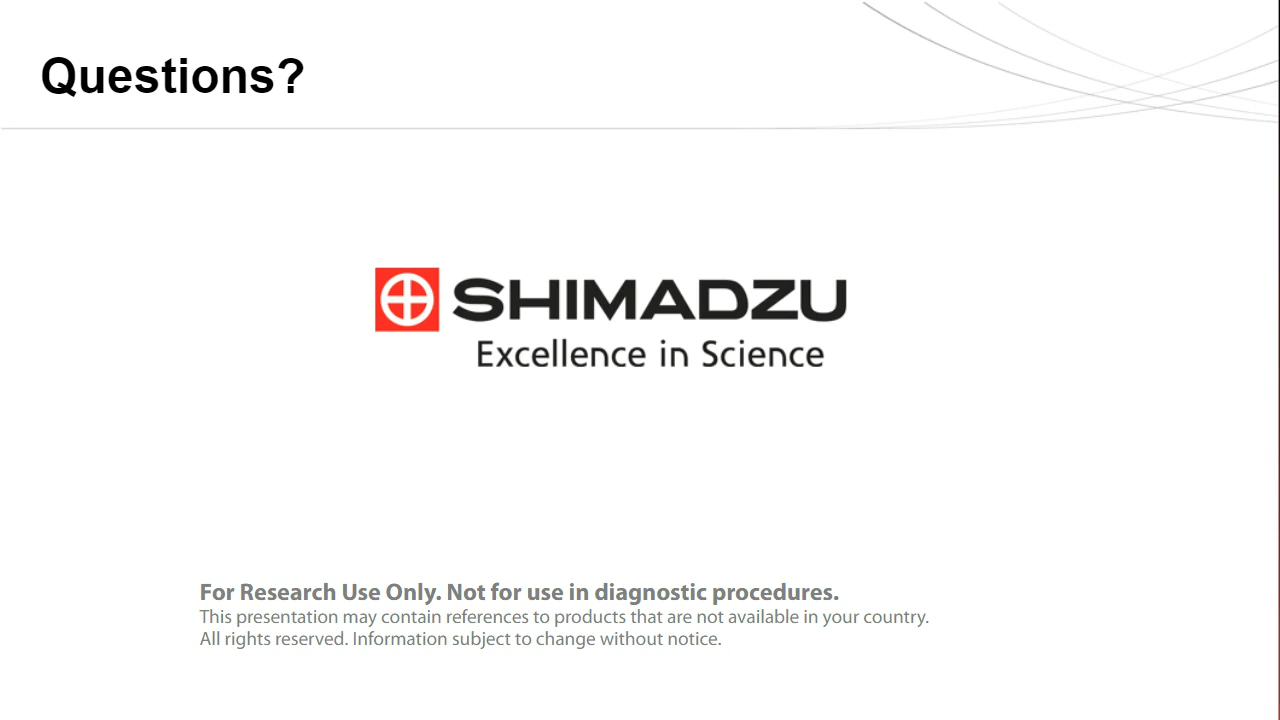 Questions?
SHIMADZU
Excellence in Science
For Research Use Only. Not for use in diagnostic procedures.
This presentation may contain references to products that are not available in your country.
All rights reserved. Information subject to change without notice.